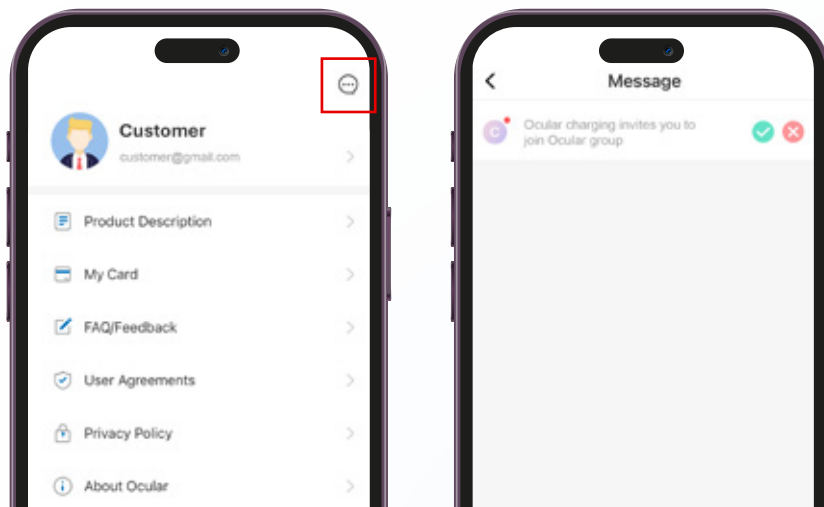 Customer
customer@gmail.com
Product Description
My Card
FAQ/Feedback
User Agreements
Privacy Policy
About Ocular
Message
C
Ocular charging invites you to
join Ocular group